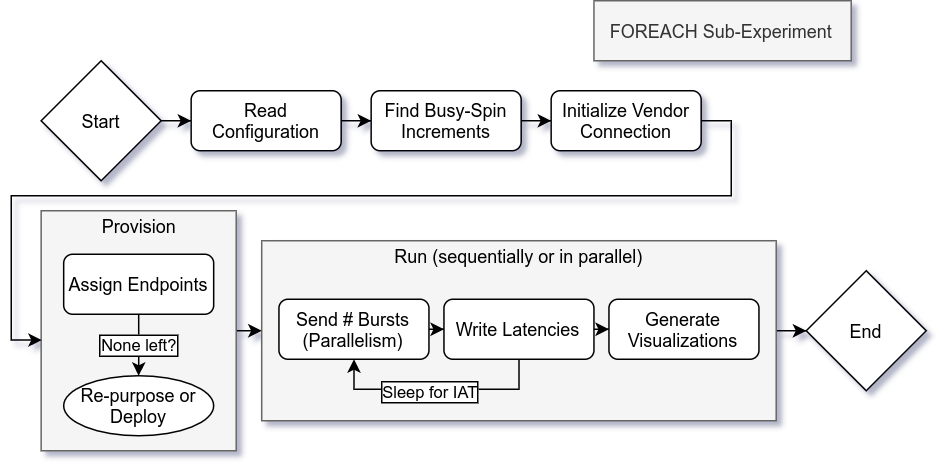 FOREACH Sub-Experiment
Start
Read
Configuration
Find Busy-Spin
Increments
Initialize Vendor
Connection
Provision
Assign Endpoints
None left?
Re-purpose or
Deploy
Run (sequentially or in parallel)
Send # Bursts
(Parallelism)
Write Latencies
Generate
Visualizations
Sleep for IAT
End